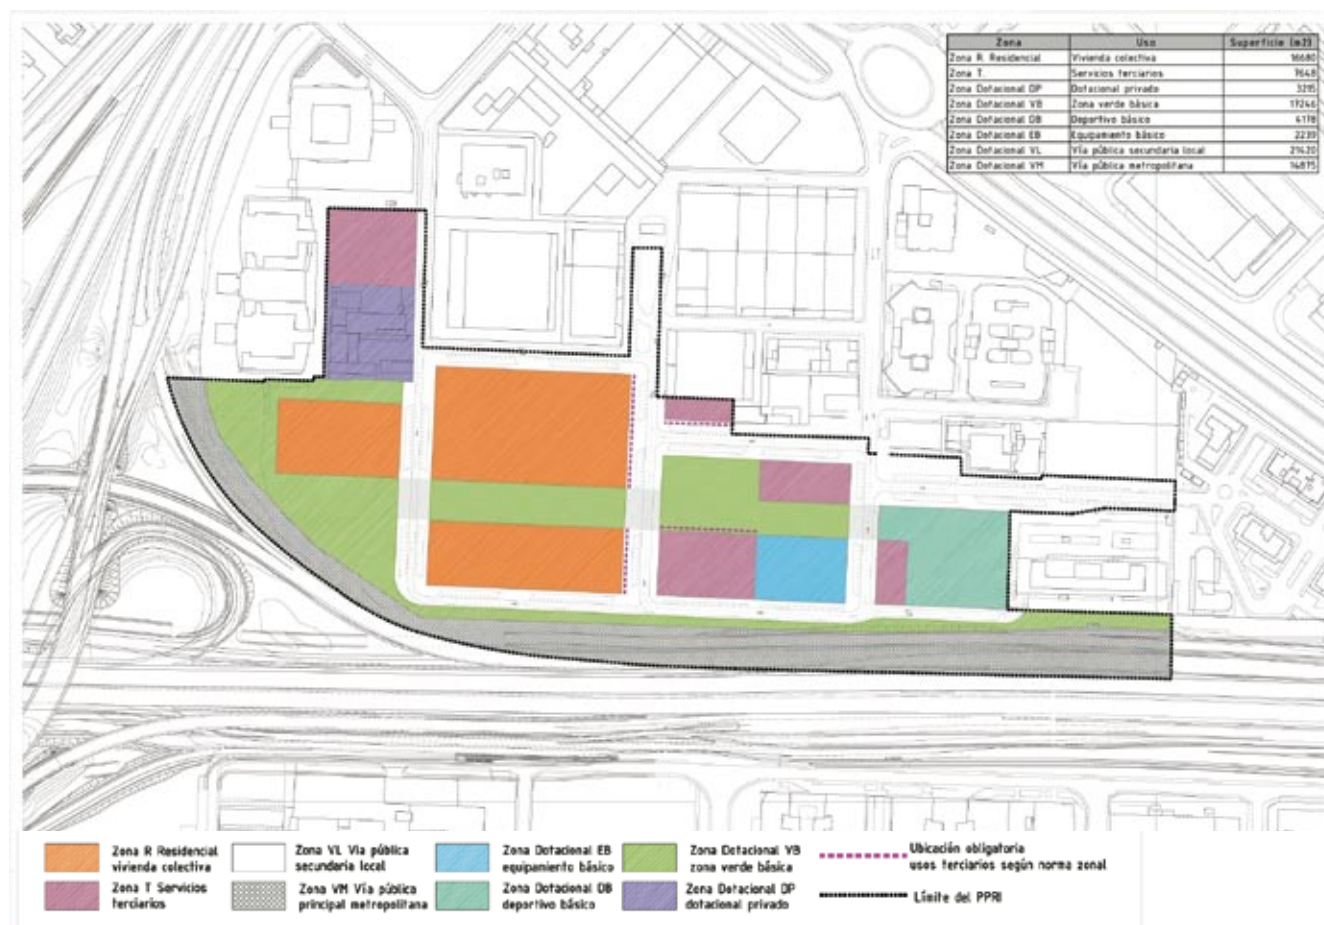 Zona Uso Superficie (m2)
Zona R. Residencial Vivienda colectiva 16680
Zona T. Servicios terciarios 7648
Zona Dotacional DP Dotacional privado 3215
Zona Dotacional VB Zona verde básica 17246
Zona Dotacional DB Deportivo básico 4178
Zona Dotacional EB Equipamiento básico 2239
Zona Dotacional VL Vía pública secundaria local 21420
Zona Dotacional VM Vía pública metropolitana 14815
Zona R Residencial
vivienda colectiva
Zona VL Vía pública
secundaria local
Zona Dotacional EB
equipamiento básico
Zona Dotacional VB
zona verde básica
Ubicación obligatoria
usos terciarios según norma zonal
Zona T Servicios
terciarios
Zona VM Vía pública
principal metropolitana
Zona Dotacional DB
deportivo básico
Zona Dotacional DP
dotacional privado
Límite del PPRI